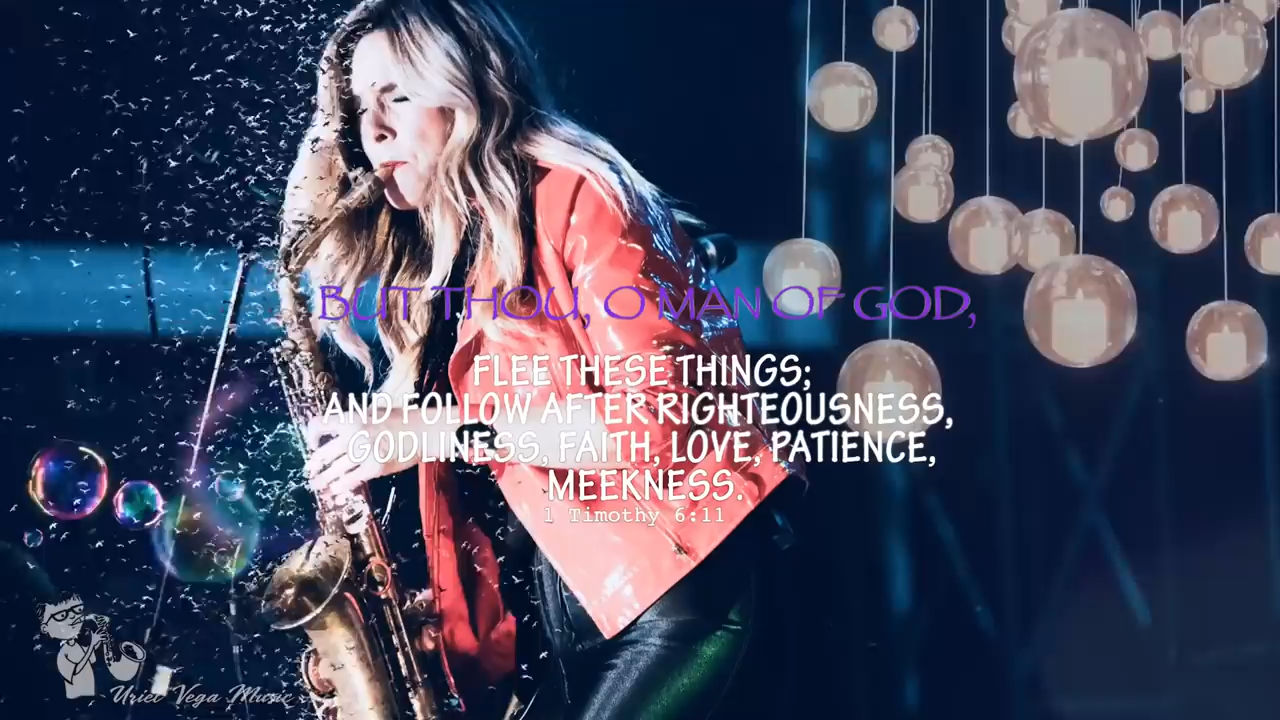 BUT THOU, O MAN OF GOD,
FLEE THESE THINGS;
AND FOLLOW AFTER RIGHTEOUSNESS,
GODLINESS, FAITH, LOVE, PATIENCE,
MEEKNESS.
1 Timothy 6:11
Uriel Vega Music